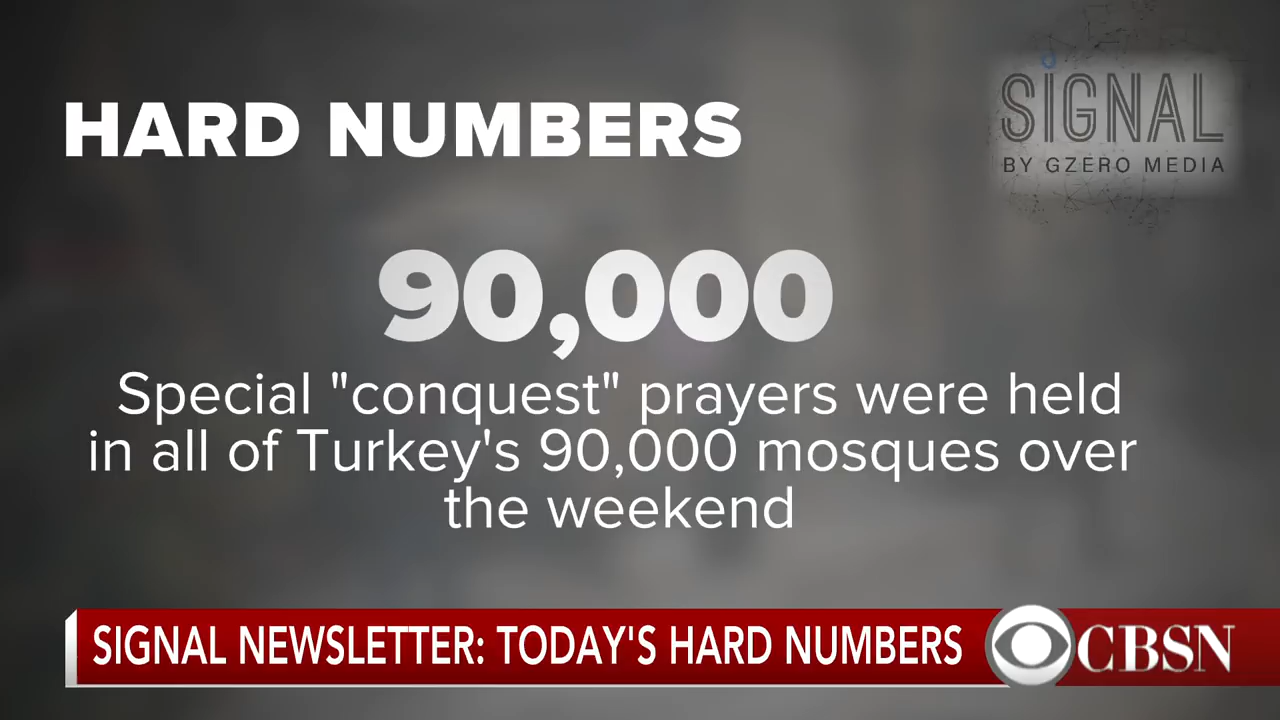 HARD NUMBERS
SIGNAL
BY GZERO MEDIA
90,000
Special "conquest" prayers were held
in all of Turkey's 90,000 mosques over
the weekend
SIGNAL NEWSLETTER: TODAY'S HARD NUMBERS
CBSN